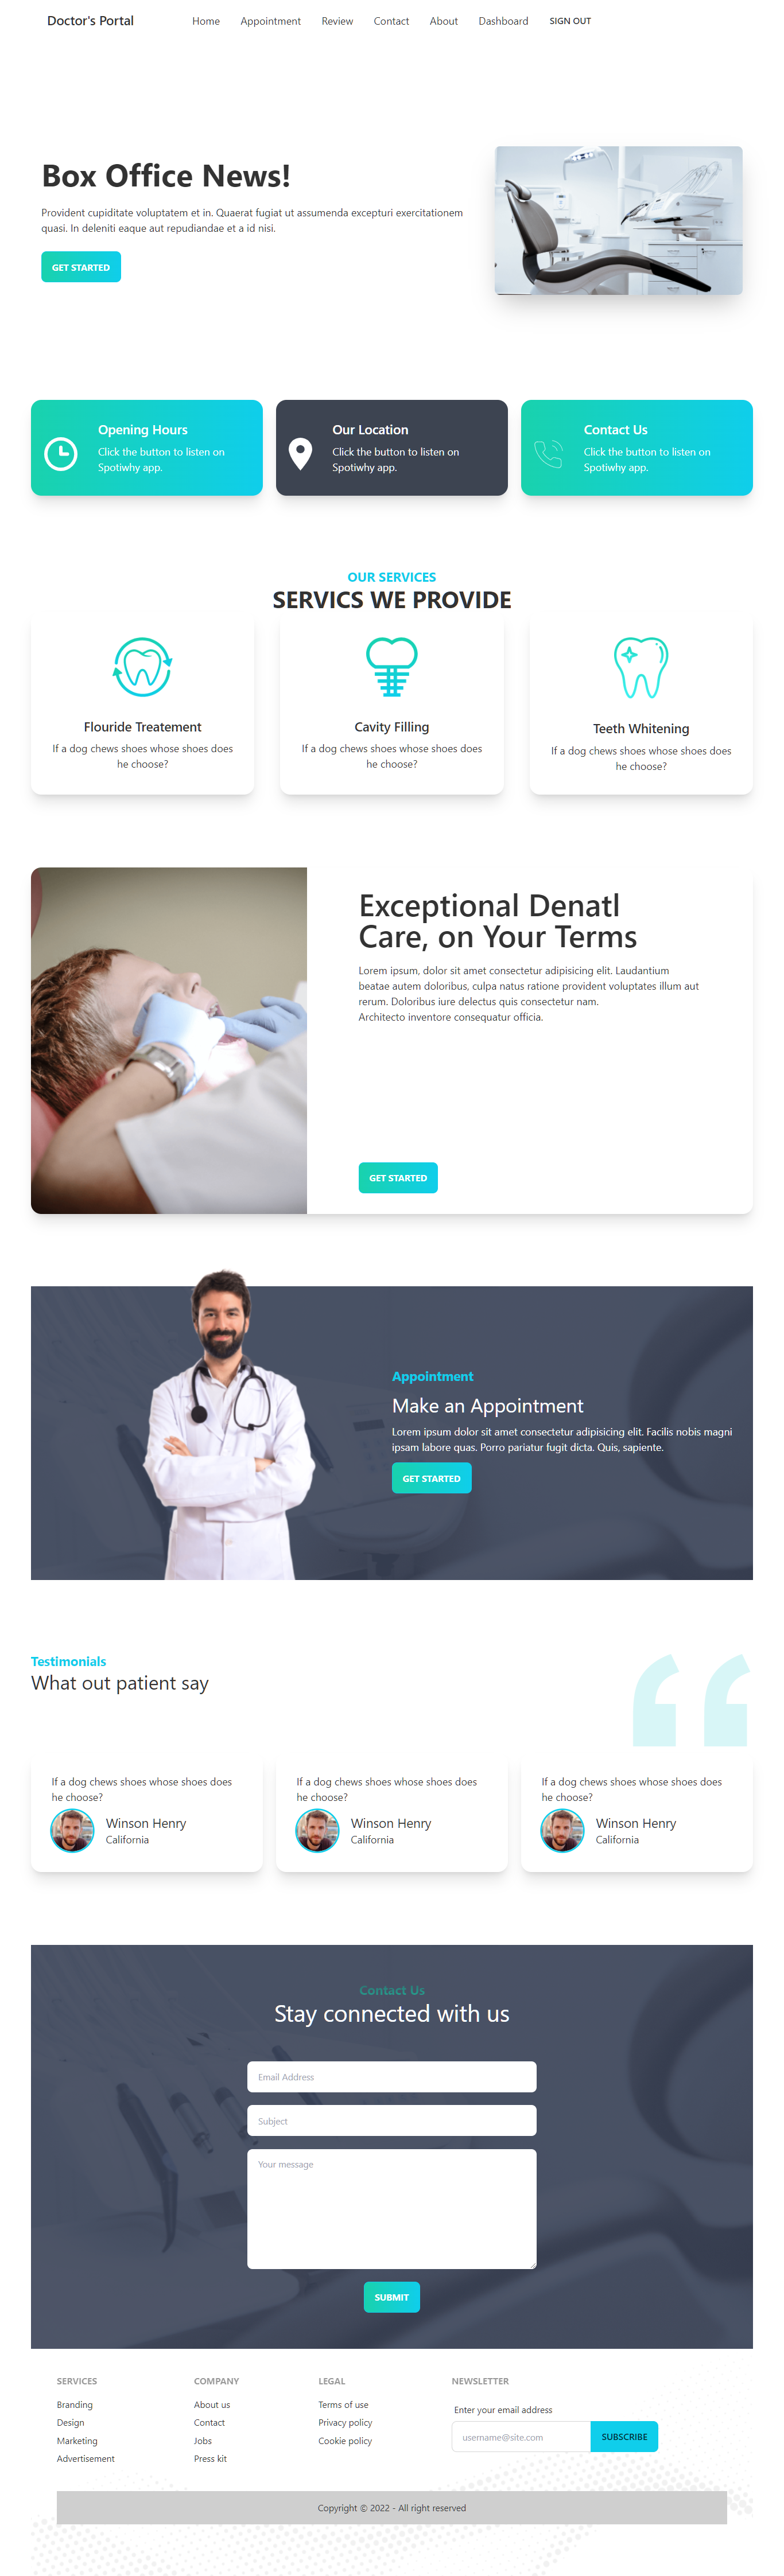 Doctor's Portal
Home Appointment Review Contact About Dashboard SIGN OUT
Box Office News!
Provident cupiditate voluptatem et in. Quaerat fugiat ut assumenda excepturi exercitationem
quasi. In deleniti eaque aut repudiandae et a id nisi.
GET STARTED
Opening Hours
Click the button to listen on
Spotiwhy app.
Our Location
Click the button to listen on
Spotiwhy app.
Contact Us
Click the button to listen on
Spotiwhy app.
OUR SERVICES
SERVICS WE PROVIDE
Flouride Treatement
If a dog chews shoes whose shoes does
he choose?
Cavity Filling
If a dog chews shoes whose shoes does
he choose?
Teeth Whitening
If a dog chews shoes whose shoes does
he choose?
Exceptional Denatl
Care, on Your Terms
Lorem ipsum, dolor sit amet consectetur adipisicing elit. Laudantium
beatae autem doloribus, culpa natus ratione provident voluptates illum aut
rerum. Doloribus iure delectus quis consectetur nam.
Architecto inventore consequatur officia.
GET STARTED
Appointment
Make an Appointment
Lorem ipsum dolor sit amet consectetur adipisicing elit. Facilis nobis magni
ipsam labore quas. Porro pariatur fugit dicta. Quis, sapiente.
GET STARTED
Testimonials
What out patient say
“
If a dog chews shoes whose shoes does
he choose?
Winson Henry
California
If a dog chews shoes whose shoes does
he choose?
Winson Henry
California
If a dog chews shoes whose shoes does
he choose?
Winson Henry
California
Contact Us
Stay connected with us
Email Address
Subject
Your message
SUBMIT
SERVICES
Branding
Design
Marketing
Advertisement
COMPANY
About us
Contact
Jobs
Press kit
LEGAL
Terms of use
Privacy policy
Cookie policy
NEWSLETTER
Enter your email address
username@site.com
SUBSCRIBE
Copyright © 2022 - All right reserved